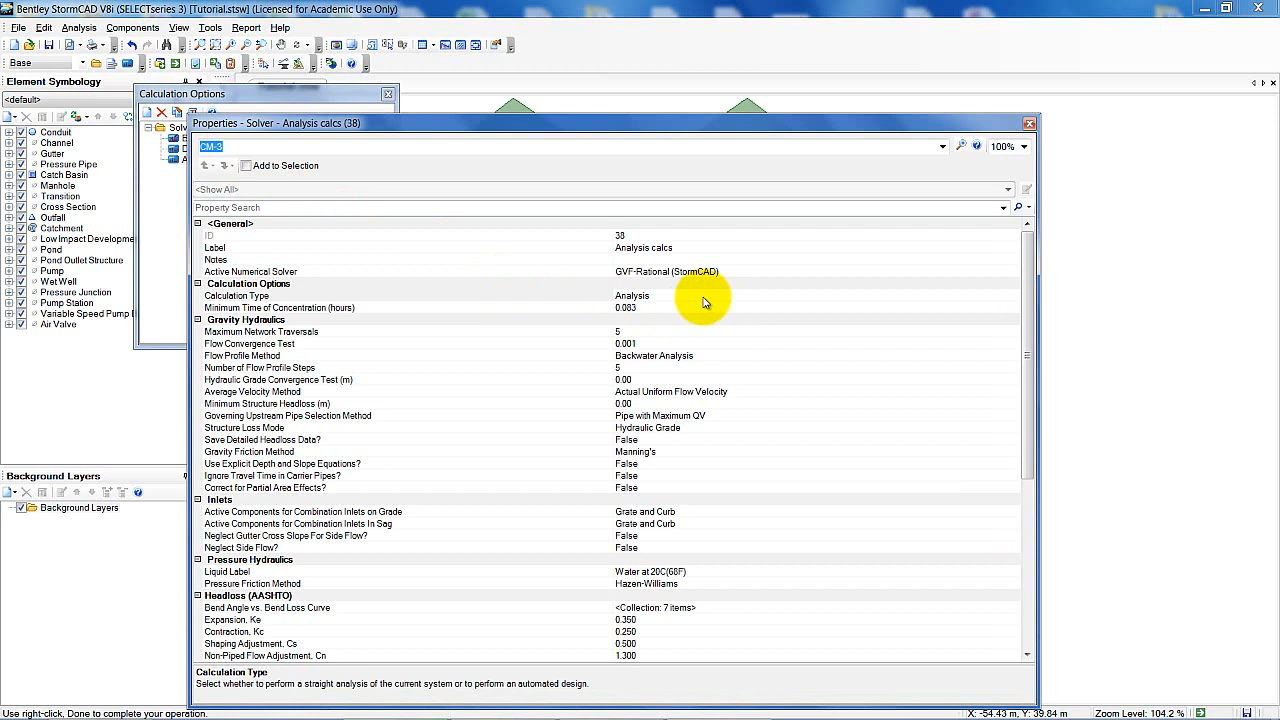 Bentley StormCAD V8i (SELECTseries 3) [Tutorial.stsw] (Licensed for Academic Use Only)
File Edit Analysis Components View Tools Report Help
Base
Element Symbology
<default>
Conduit
Channel
Gutter
Pressure Pipe
Catch Basin
Manhole
Transition
Cross Section
Outfall
Catchment
Low Impact Developme
Pond
Pond Outlet Structure
Pump
Wet Well
Pressure Junction
Pump Station
Variable Speed Pump
Air Valve
Background Layers
Background Layers
Calculation Options
Solv
Properties - Solver - Analysis calcs (38)
CM-3
100%
Add to Selection
<Show All>
Property Search
<General>
ID 38
Label Analysis calcs
Notes
Active Numerical Solver GVF-Rational (StormCAD)
Calculation Options
Calculation Type Analysis
Minimum Time of Concentration (hours) 0.083
Gravity Hydraulics
Maximum Network Traversals 5
Flow Convergence Test 0.001
Flow Profile Method Backwater Analysis
Number of Flow Profile Steps 5
Hydraulic Grade Convergence Test (m) 0.00
Average Velocity Method Actual Uniform Flow Velocity
Minimum Structure Headloss (m) 0.00
Governing Upstream Pipe Selection Method Pipe with Maximum QV
Structure Loss Mode Hydraulic Grade
Save Detailed Headloss Data? False
Gravity Friction Method Manning's
Use Explicit Depth and Slope Equations? False
Ignore Travel Time in Carrier Pipes? False
Correct for Partial Area Effects? False
Inlets
Active Components for Combination Inlets on Grade Grate and Curb
Active Components for Combination Inlets In Sag Grate and Curb
Neglect Gutter Cross Slope For Side Flow? False
Neglect Side Flow? False
Pressure Hydraulics
Liquid Label Water at 20C(68F)
Pressure Friction Method Hazen-Williams
Headloss (AASHTO)
Bend Angle vs. Bend Loss Curve <Collection: 7 items>
Expansion, Ke 0.350
Contraction, Kc 0.250
Shaping Adjustment, Cs 0.500
Non-Piped Flow Adjustment, Cn 1.300
Calculation Type
Select whether to perform a straight analysis of the current system or to perform an automated design.
Use right-click, Done to complete your operation. X: -54.43 m, Y: 39.84 m Zoom Level: 104.2 %